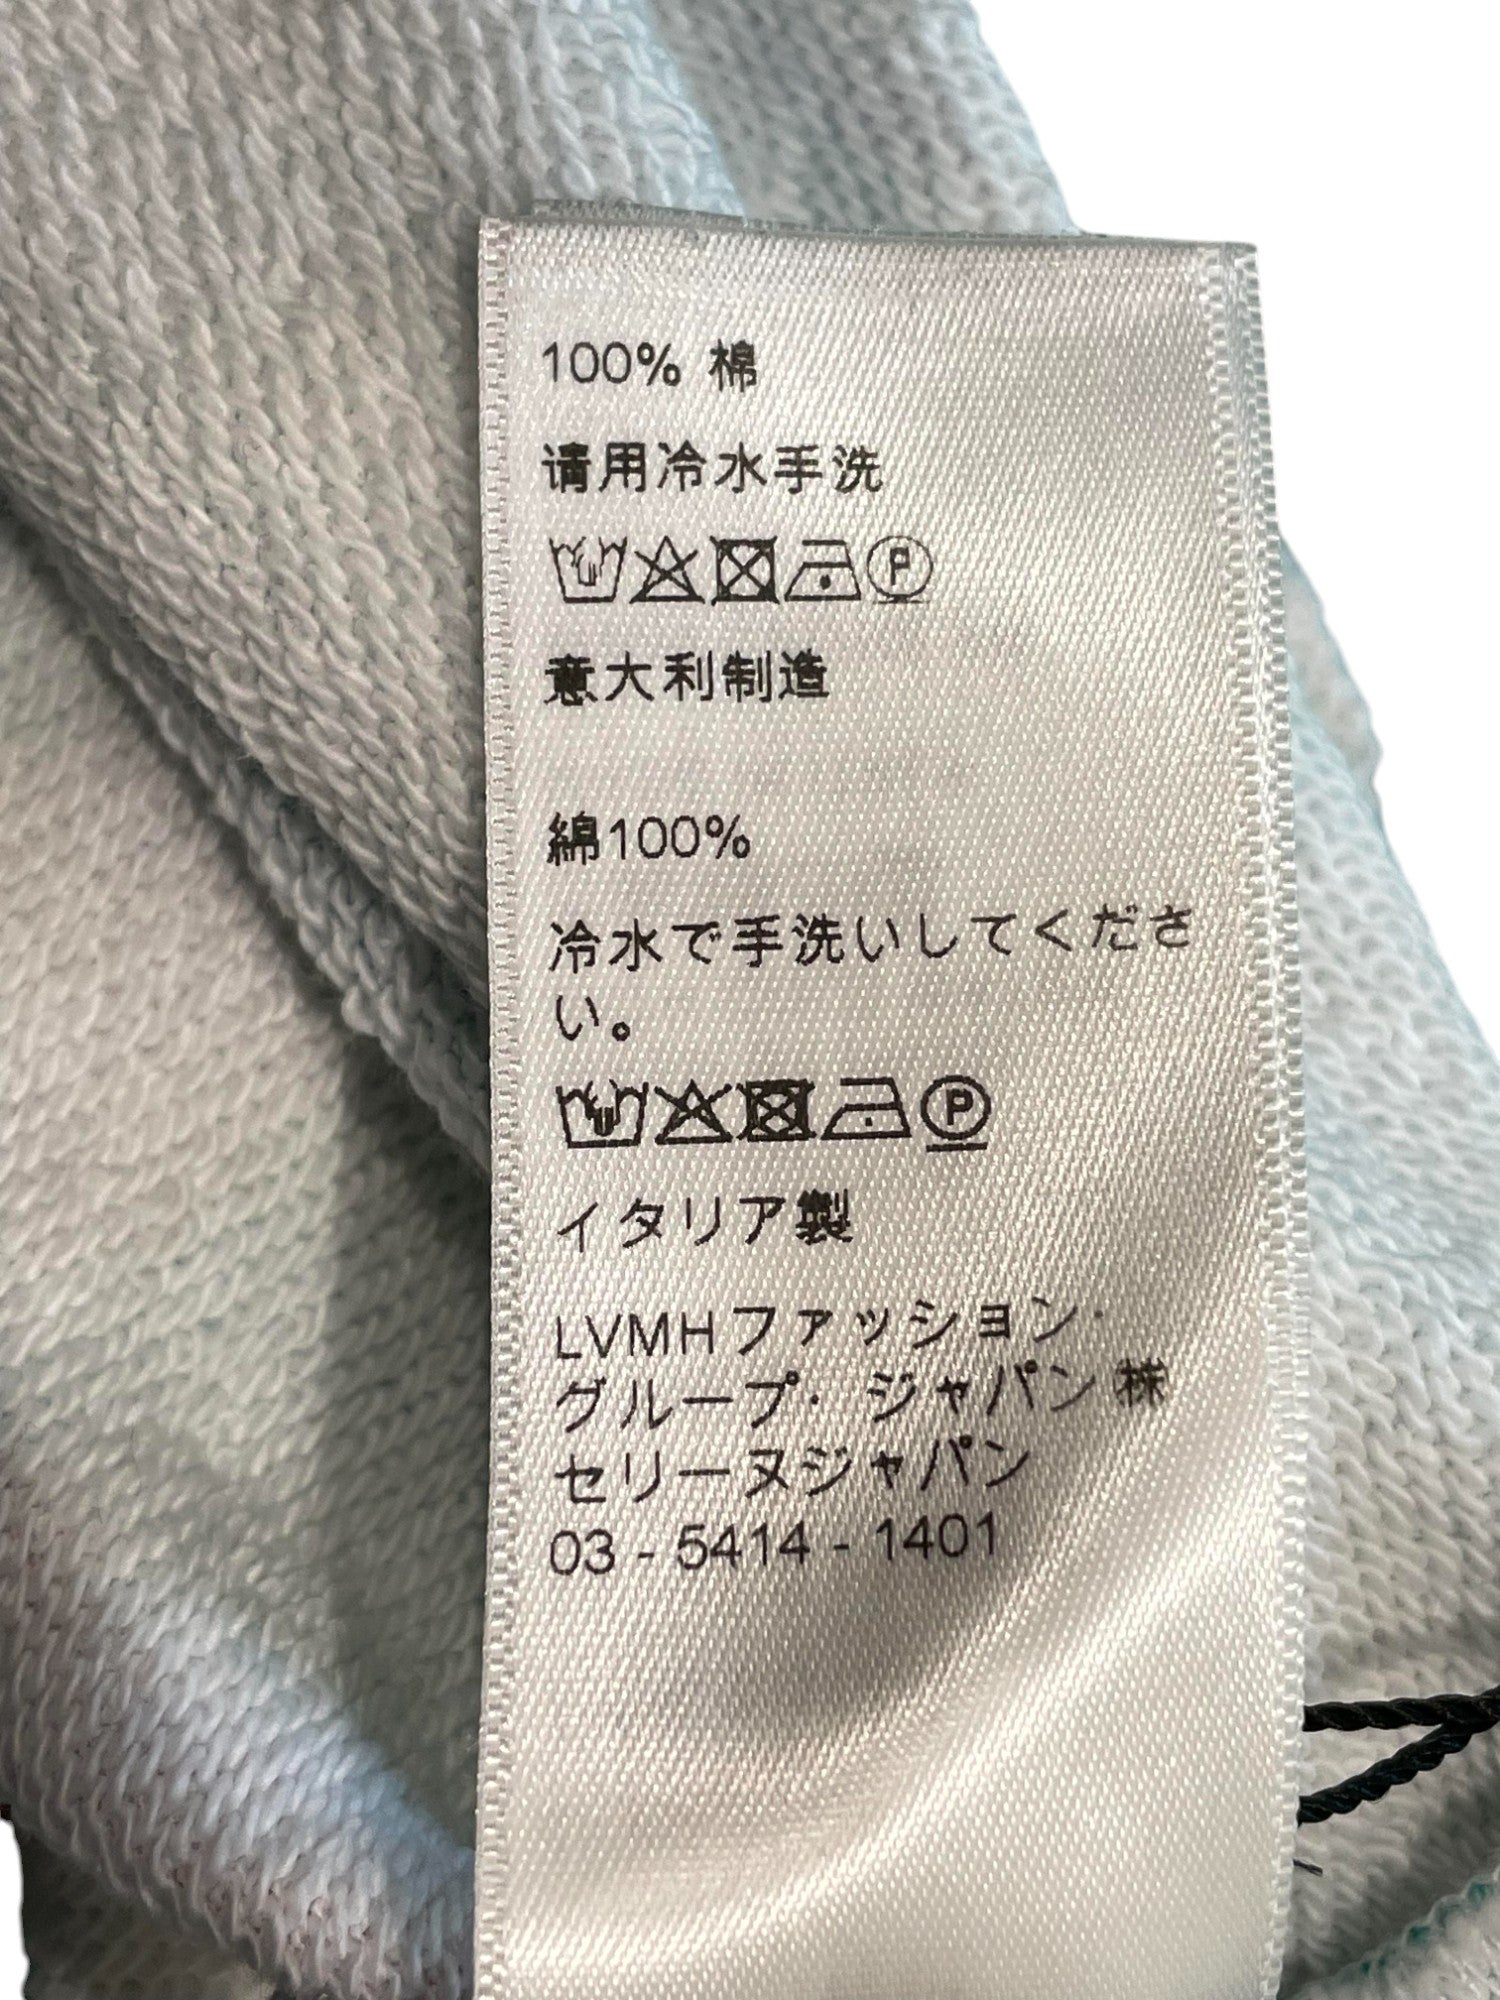 100% 棉
请用冷水手洗
P
意大利制造
綿100%
冷水で手洗いしてくださ
い。
P
イタリア製
LVMHファッション·
グループ· ジャパン株
セリーヌジャパン
03 - 5414 - 1401